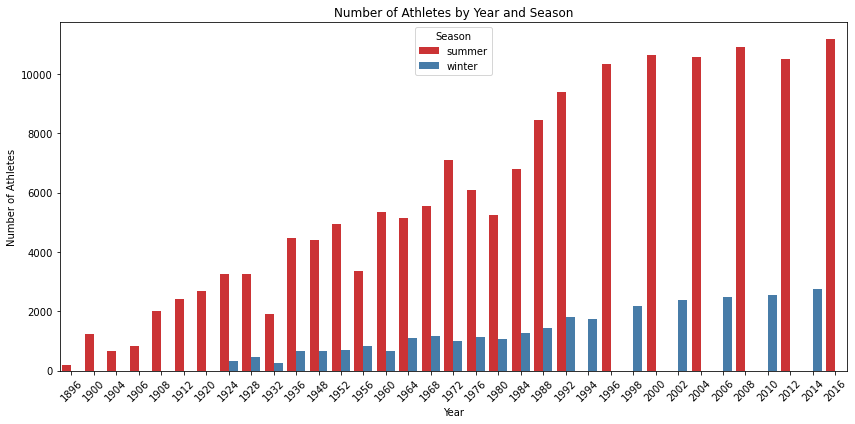 Number of Athletes by Year and Season
Season
summer
winter
Number of Athletes
10000
8000
6000
4000
2000
0
1896 1900 1904 1906 1908 1912 1920 1924 1928 1932 1936 1948 1952 1956 1960 1964 1968 1972 1976 1980 1984 1988 1992 1994 1996 1998 2000 2002 2004 2006 2008 2010 2012 2014 2016
Year